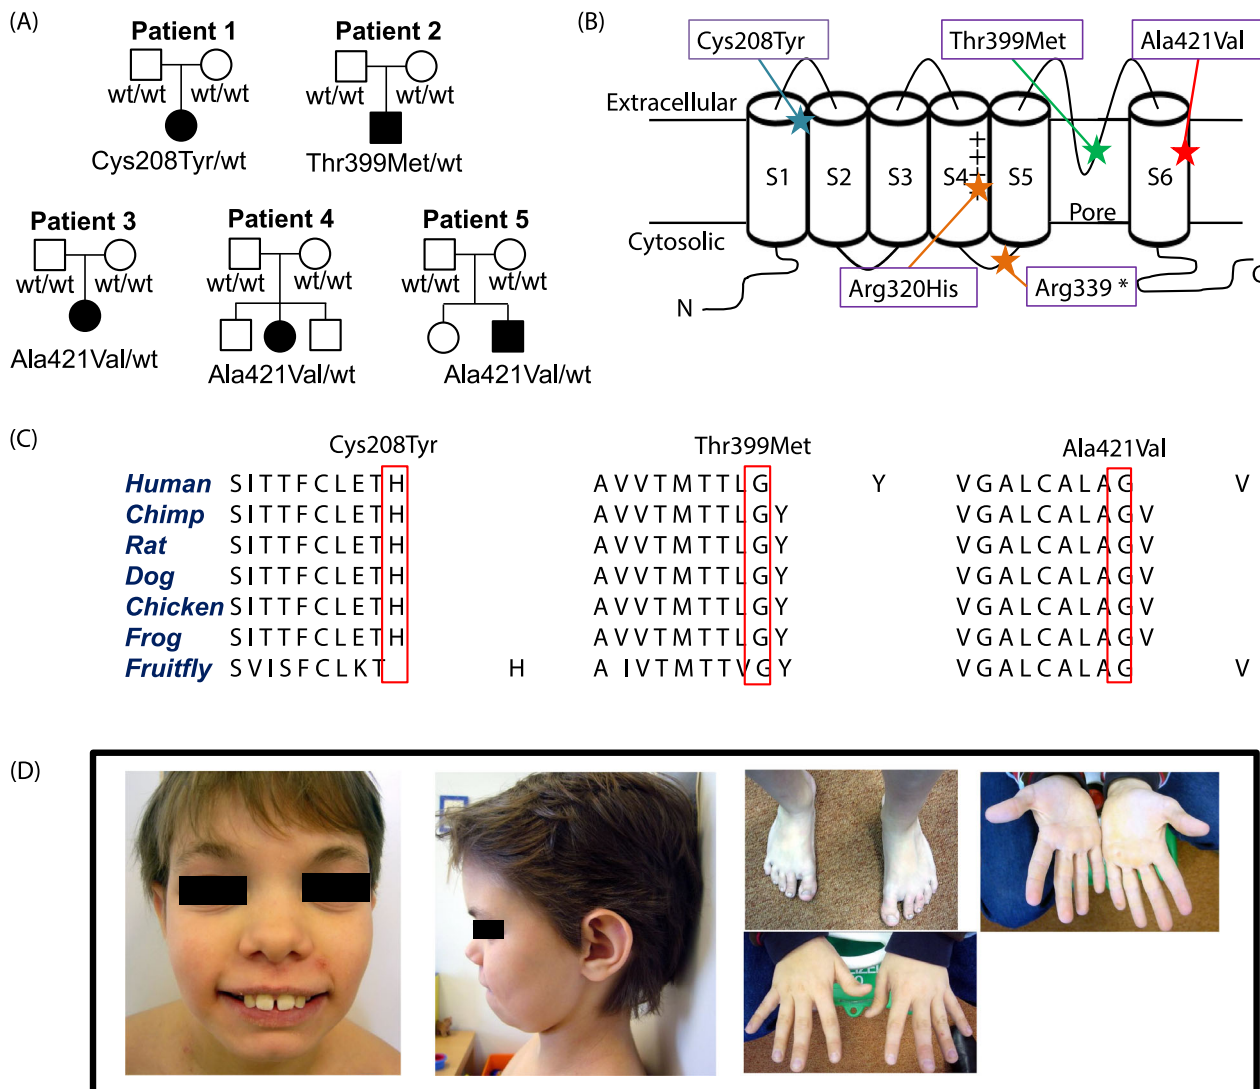 (A)
Patient 1
wt/wt wt/wt
Cys208Tyr/wt
Patient 2
wt/wt wt/wt
Thr399Met/wt
Patient 3
wt/wt wt/wt
Ala421Val/wt
Patient 4
wt/wt wt/wt
Ala421Val/wt
Patient 5
wt/wt wt/wt
Ala421Val/wt
(B)
Cys208Tyr Thr399Met Ala421Val
Extracellular
++++
S1 S2 S3 S4 S5 S6
Pore
Cytosolic
Arg320His Arg339 *
N
(C)
Cys208Tyr Thr399Met Ala421Val
Human SITTFCLETH AVVTMTTLG Y VGALCALAG V
Chimp SITTFCLETH AVVTMTTLGY VGALCALAGV
Rat SITTFCLETH AVVTMTTLGY VGALCALAGV
Dog SITTFCLETH AVVTMTTLGY VGALCALAGV
Chicken SITTFCLETH AVVTMTTLGY VGALCALAGV
Frog SITTFCLETH AVVTMTTLGY VGALCALAGV
Fruitfly SVISFCLKT H AIVTMTTVGY VGALCALAG V
(D)